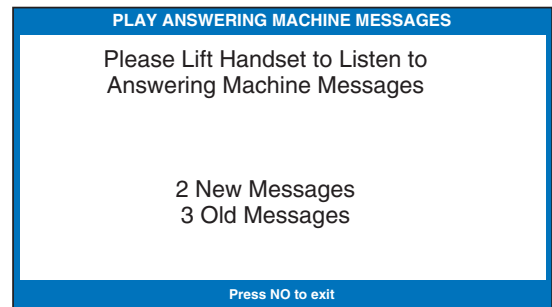 PLAY ANSWERING MACHINE MESSAGES
Please Lift Handset to Listen to
Answering Machine Messages
2 New Messages
3 Old Messages
Press NO to exit